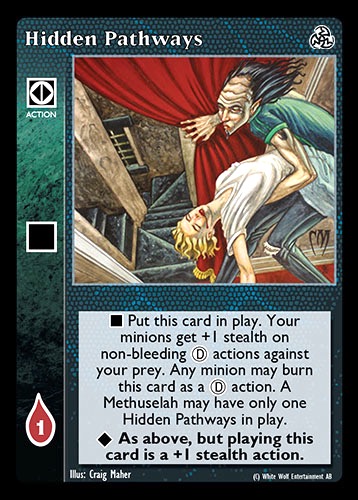 Hidden Pathways
ACTION
■ Put this card in play. Your
minions get +1 stealth on
non-bleeding Ⓓ actions against
your prey. Any minion may burn
this card as a Ⓓ action. A
Methuselah may have only one
Hidden Pathways in play.
◆ As above, but playing this
card is a +1 stealth action.
1
Illus: Craig Maher
(C) White Wolf Entertainment AB
CM